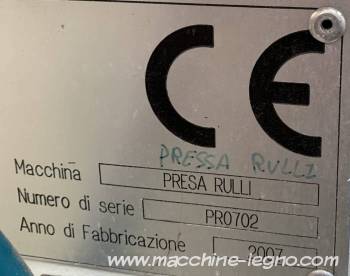 CE
PRESSA RULLI
Macchina PRESA RULLI
Numero di serie PR0702
Anno di Fabbricazione 2007
www.macchine-legno.com